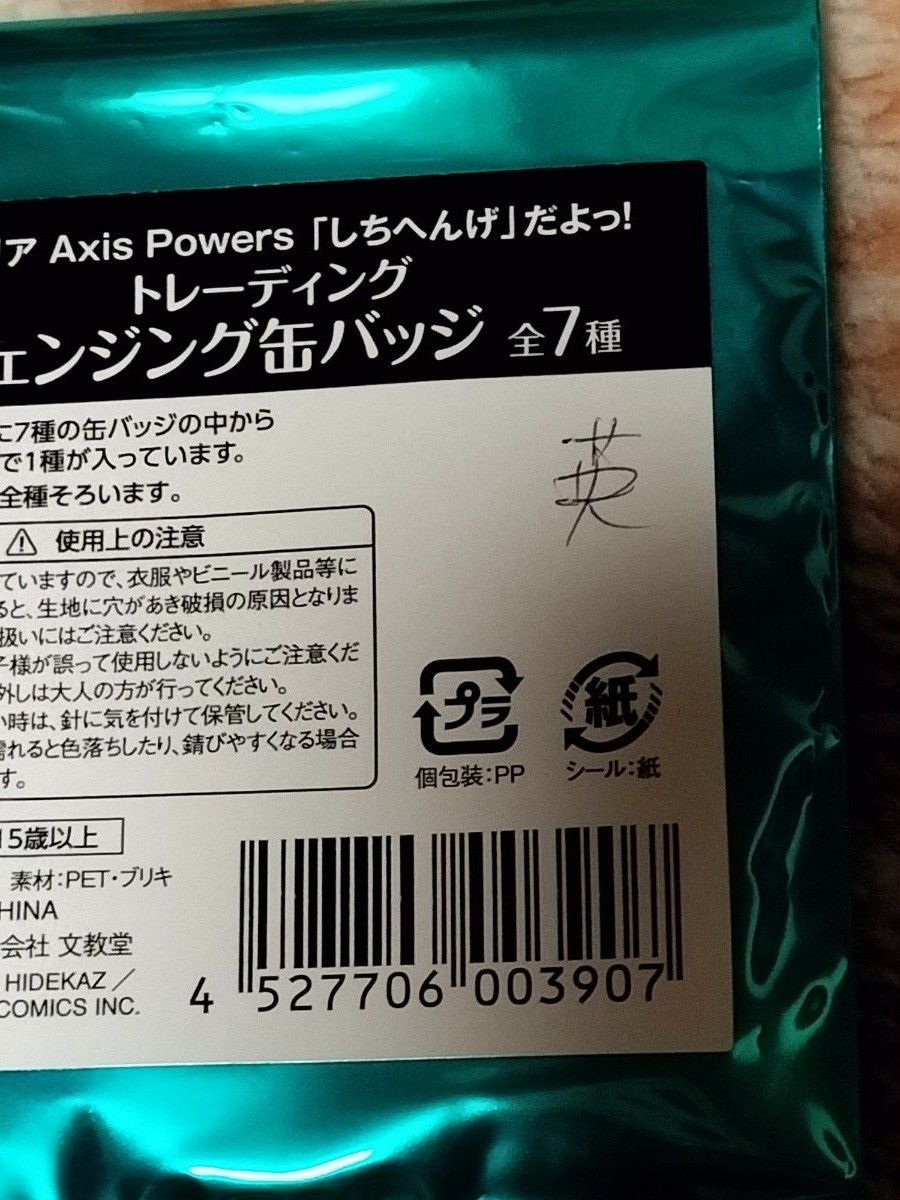 リア Axis Powers 「しちへんげ」だよっ!
トレーディング
ェンジング缶バッジ 全7種
に7種の缶バッジの中から
で1種が入っています。
全種そろいます。
英
⚠ 使用上の注意
ていますので、衣服やビニール製品等に
ると、生地に穴があき破損の原因となりま
扱いにはご注意ください。
子様が誤って使用しないようにご注意くだ
外しは大人の方が行ってください。
い時は、針に気を付けて保管してください。
濡れると色落ちしたり、錆びやすくなる場合
す。
プラ
紙
個包装:PP
シール:紙
15歳以上
素材:PET・ブリキ
HINA
会社 文教堂
HIDEKAZ/
COMICS INC.
4 527706 003907